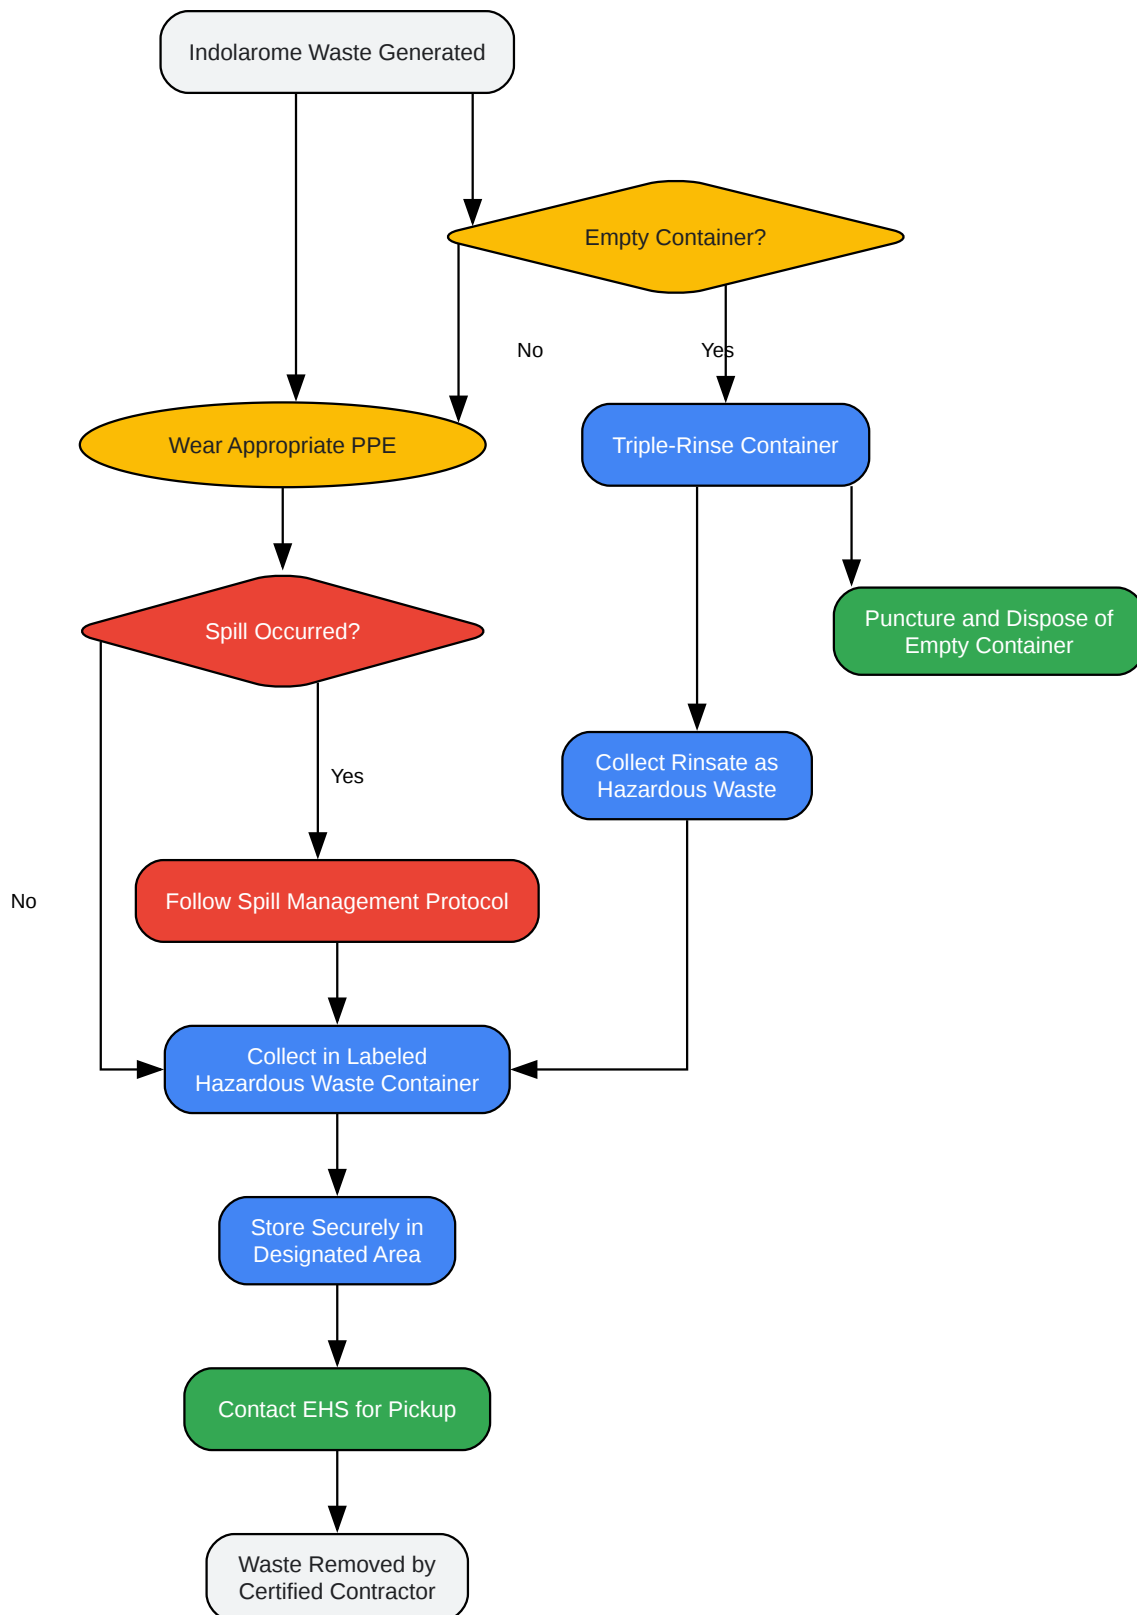 Indolarome Waste Generated
Empty Container?
No
Yes
Wear Appropriate PPE
Triple-Rinse Container
Spill Occurred?
Puncture and Dispose of
Empty Container
Yes
Collect Rinsate as
Hazardous Waste
No
Follow Spill Management Protocol
Collect in Labeled
Hazardous Waste Container
Store Securely in
Designated Area
Contact EHS for Pickup
Waste Removed by
Certified Contractor